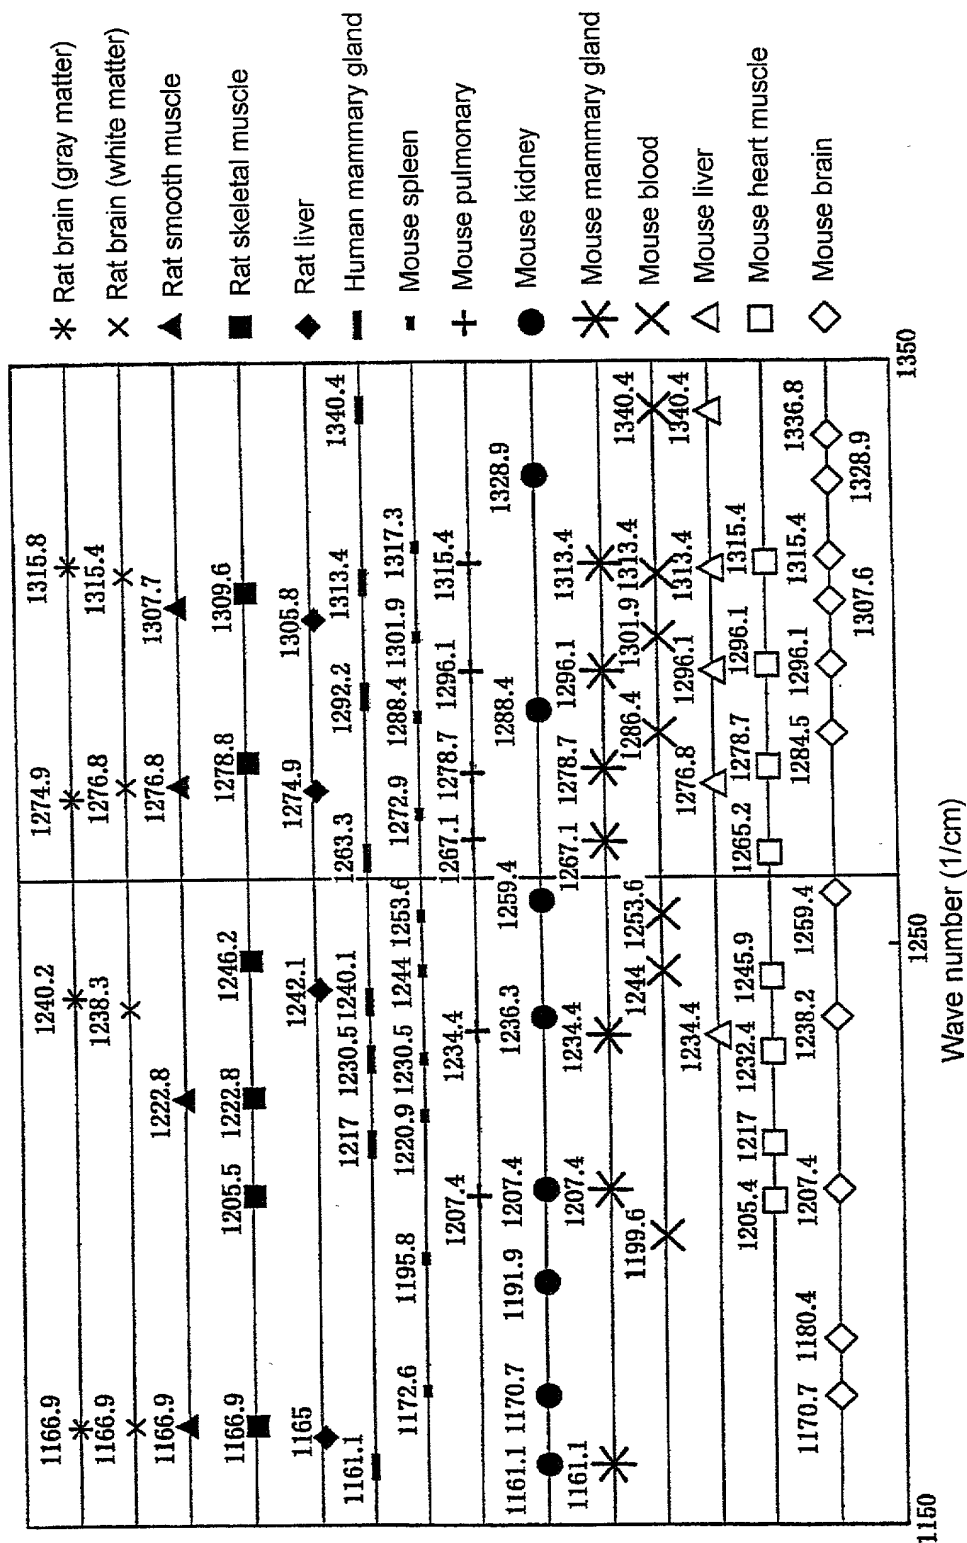 Rat brain (gray matter)
Rat brain (white matter)
Rat smooth muscle
Rat skeletal muscle
Rat liver
Human mammary gland
Mouse spleen
Mouse pulmonary
Mouse kidney
Mouse mammary gland
Mouse blood
Mouse liver
Mouse heart muscle
Mouse brain
1166.9 1240.2 1274.9 1315.8
1166.9 1238.3 1276.8 1315.4
1166.9 1222.8 1276.8 1307.7
1166.9 1205.5 1222.8 1246.2 1278.8 1309.6
1165 1242.1 1274.9 1305.8
1161.1 1217 1230.5 1240.1 1263.3 1292.2 1313.4 1340.4
1172.6 1195.8 1220.9 1230.5 1244 1253.6 1272.9 1288.4 1301.9 1317.3
1207.4 1234.4 1267.1 1278.7 1296.1 1315.4
1161.1 1170.7 1191.9 1207.4 1236.3 1259.4 1288.4 1328.9
1161.1 1207.4 1234.4 1267.1 1278.7 1296.1 1313.4
1199.6 1244 1253.6 1286.4 1301.9 1313.4 1340.4
1234.4 1276.8 1296.1 1313.4 1340.4
1205.4 1217 1232.4 1245.9 1265.2 1278.7 1296.1 1315.4
1170.7 1180.4 1207.4 1238.2 1259.4 1284.5 1296.1 1307.6 1315.4 1328.9 1336.8
1150 1250 1350
Wave number (1/cm)